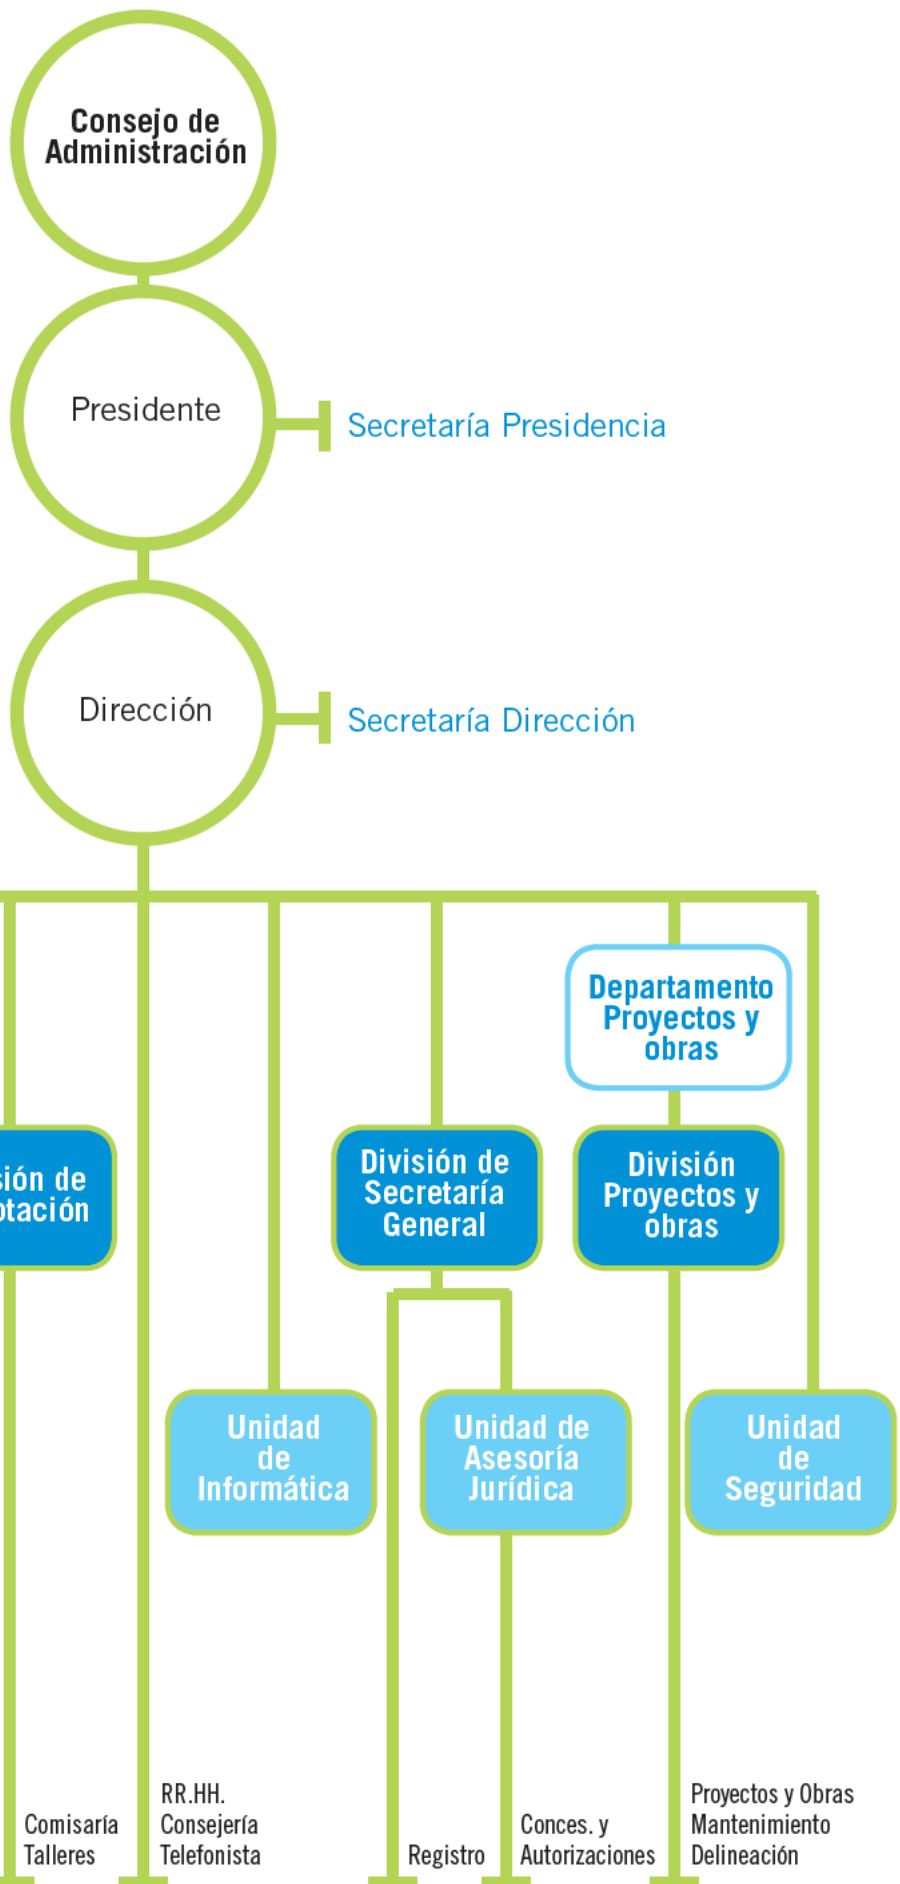 Consejo de
Administración
Presidente
Secretaría Presidencia
Dirección
Secretaría Dirección
Departamento
Proyectos y
obras
sión de
otación
División de
Secretaría
General
División
Proyectos y
obras
Unidad
de
Informática
Unidad de
Asesoría
Jurídica
Unidad
de
Seguridad
Comisaría
Talleres
RR.HH.
Consejería
Telefonista
Registro
Conces. y
Autorizaciones
Proyectos y Obras
Mantenimiento
Delineación